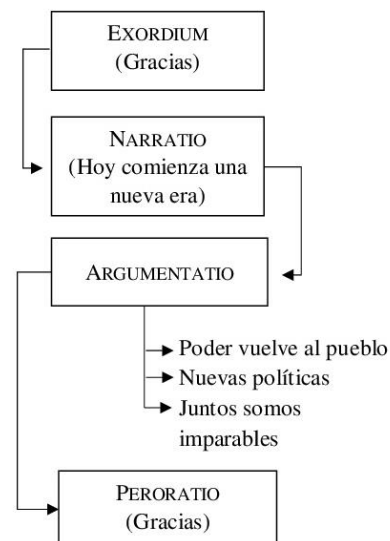 EXORDIUM
(Gracias)
NARRATIO
(Hoy comienza una
nueva era)
ARGUMENTATIO
Poder vuelve al pueblo
Nuevas políticas
Juntos somos
imparables
PERORATIO
(Gracias)